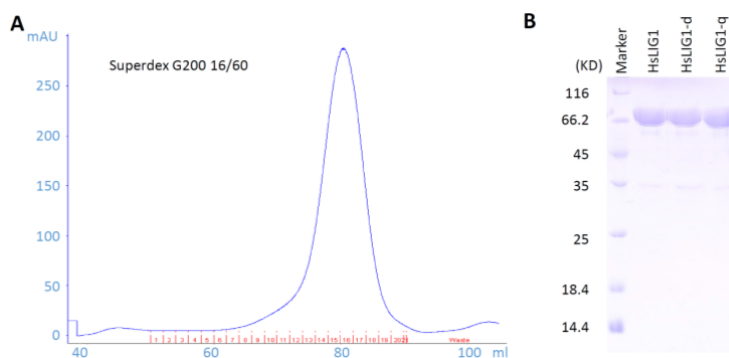 A
mAU
Superdex G200 16/60
250
200
150
100
50
0
1 2 3 4 5 6 7 8 9 10 11 12 13 14 15 16 17 18 19 20 21 Waste
40 60 80 100 ml
B
(KD) Marker HsLIG1 HsLIG1-d HsLIG1-q
116
66.2
45
35
25
18.4
14.4